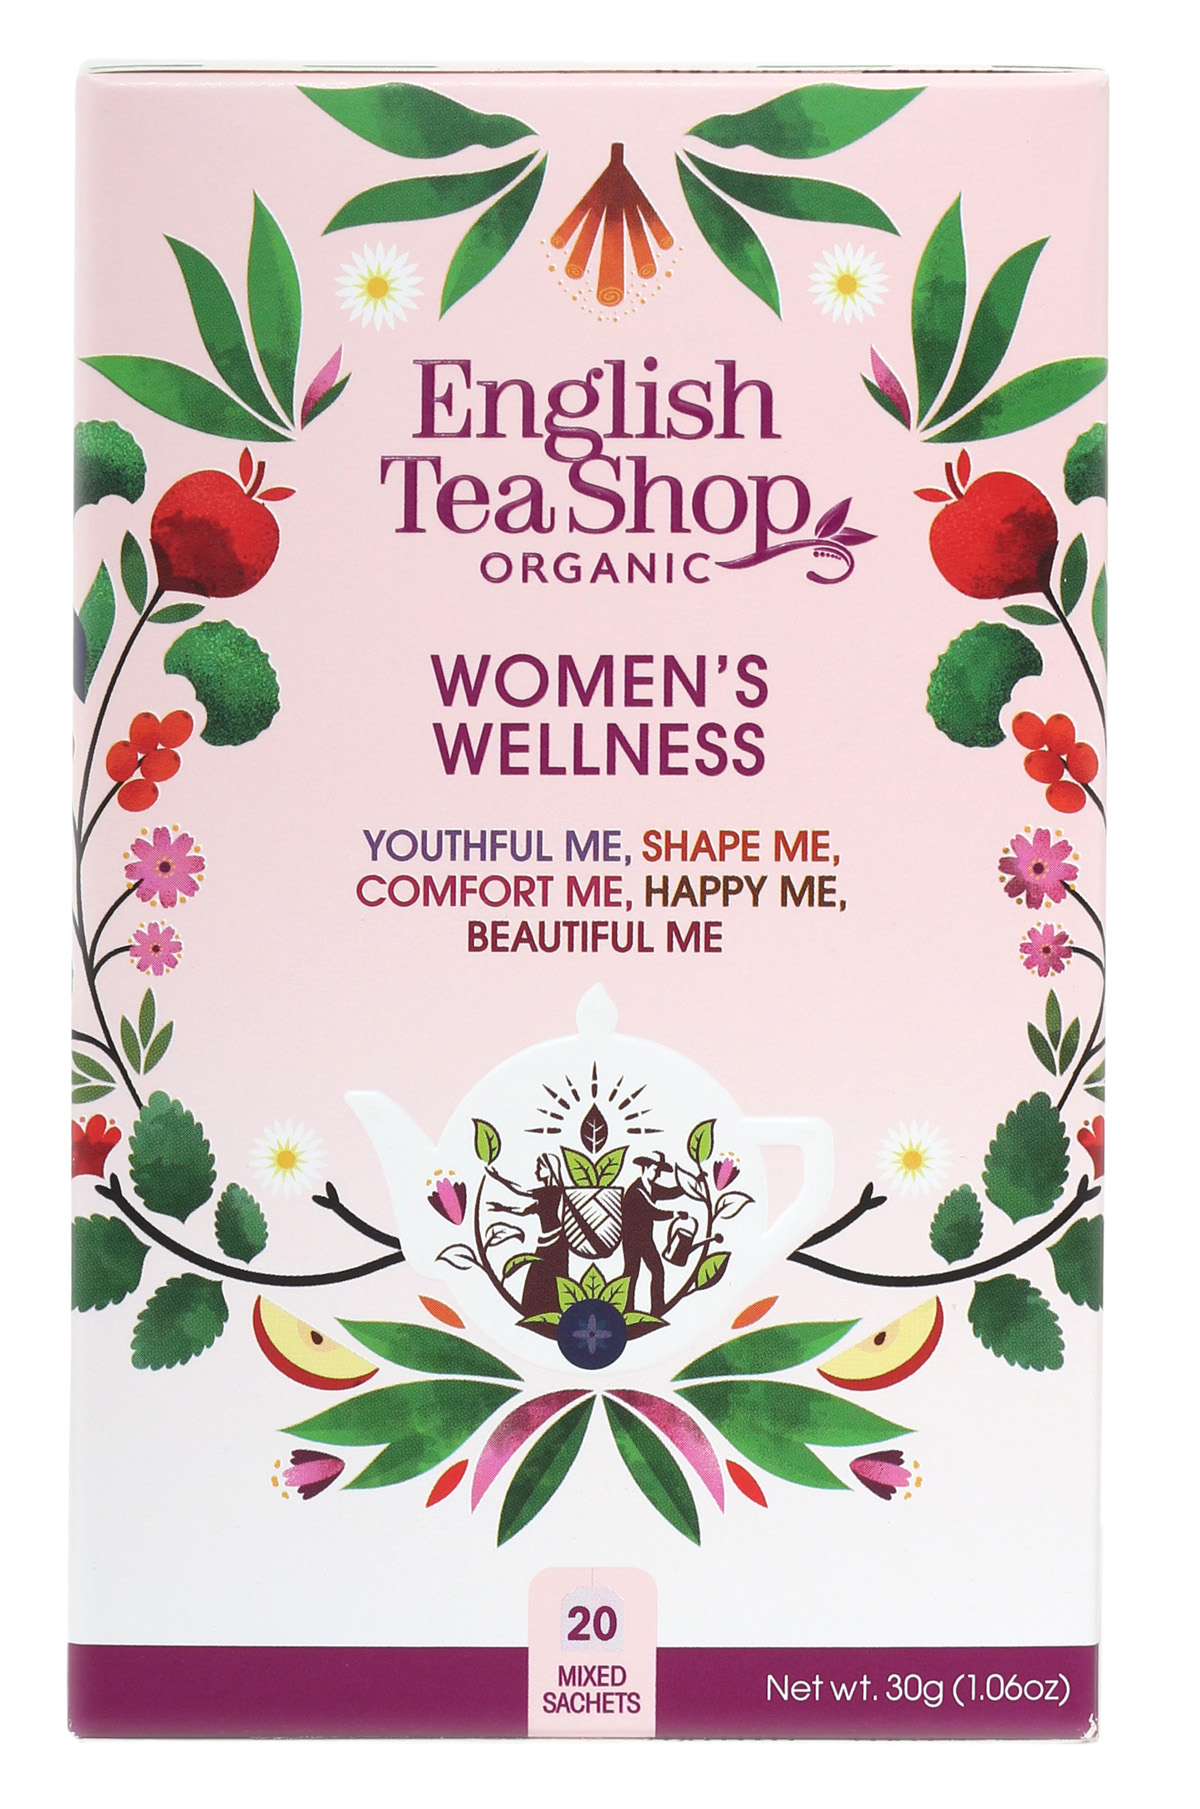 English
Tea Shop
ORGANIC
WOMEN'S
WELLNESS
YOUTHFUL ME, SHAPE ME,
COMFORT ME, HAPPY ME,
BEAUTIFUL ME
20
MIXED
SACHETS
Net wt. 30g (1.06oz)